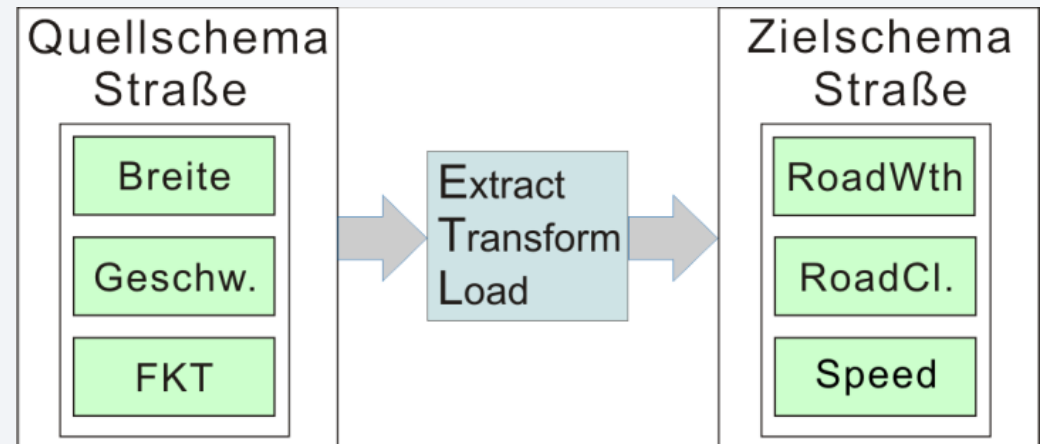 Quellschema
Straße
Breite
Geschw.
FKT
Extract
Transform
Load
Zielschema
Straße
RoadWth
RoadCl.
Speed